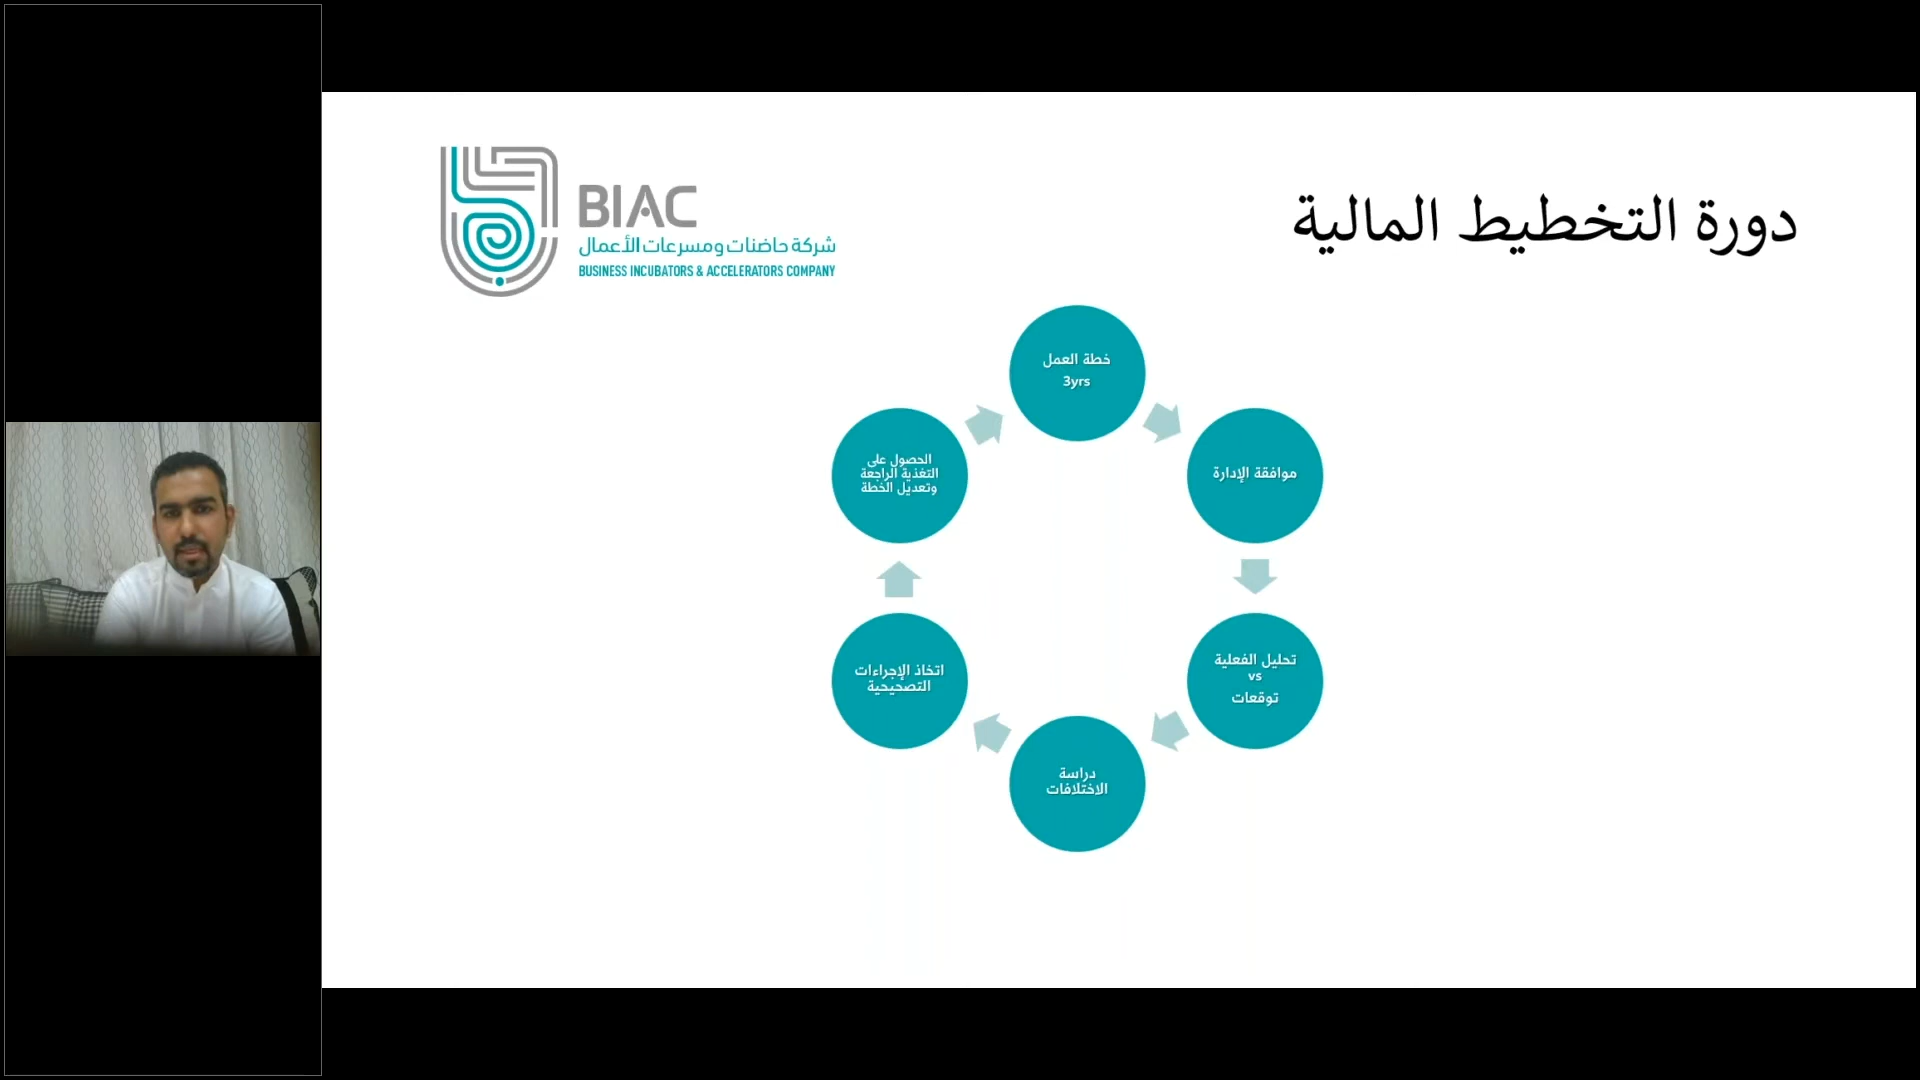 دورة التخطيط المالية
BIAC
شركة حاضنات ومسرعات الأعمال
BUSINESS INCUBATORS & ACCELERATORS COMPANY
خطة العمل
3yrs
موافقة الإدارة
تحليل الفعلية
vs
توقعات
دراسة
الاختلافات
اتخاذ الإجراءات
التصحيحية
الحصول على
التغذية الراجعة
وتعديل الخطة